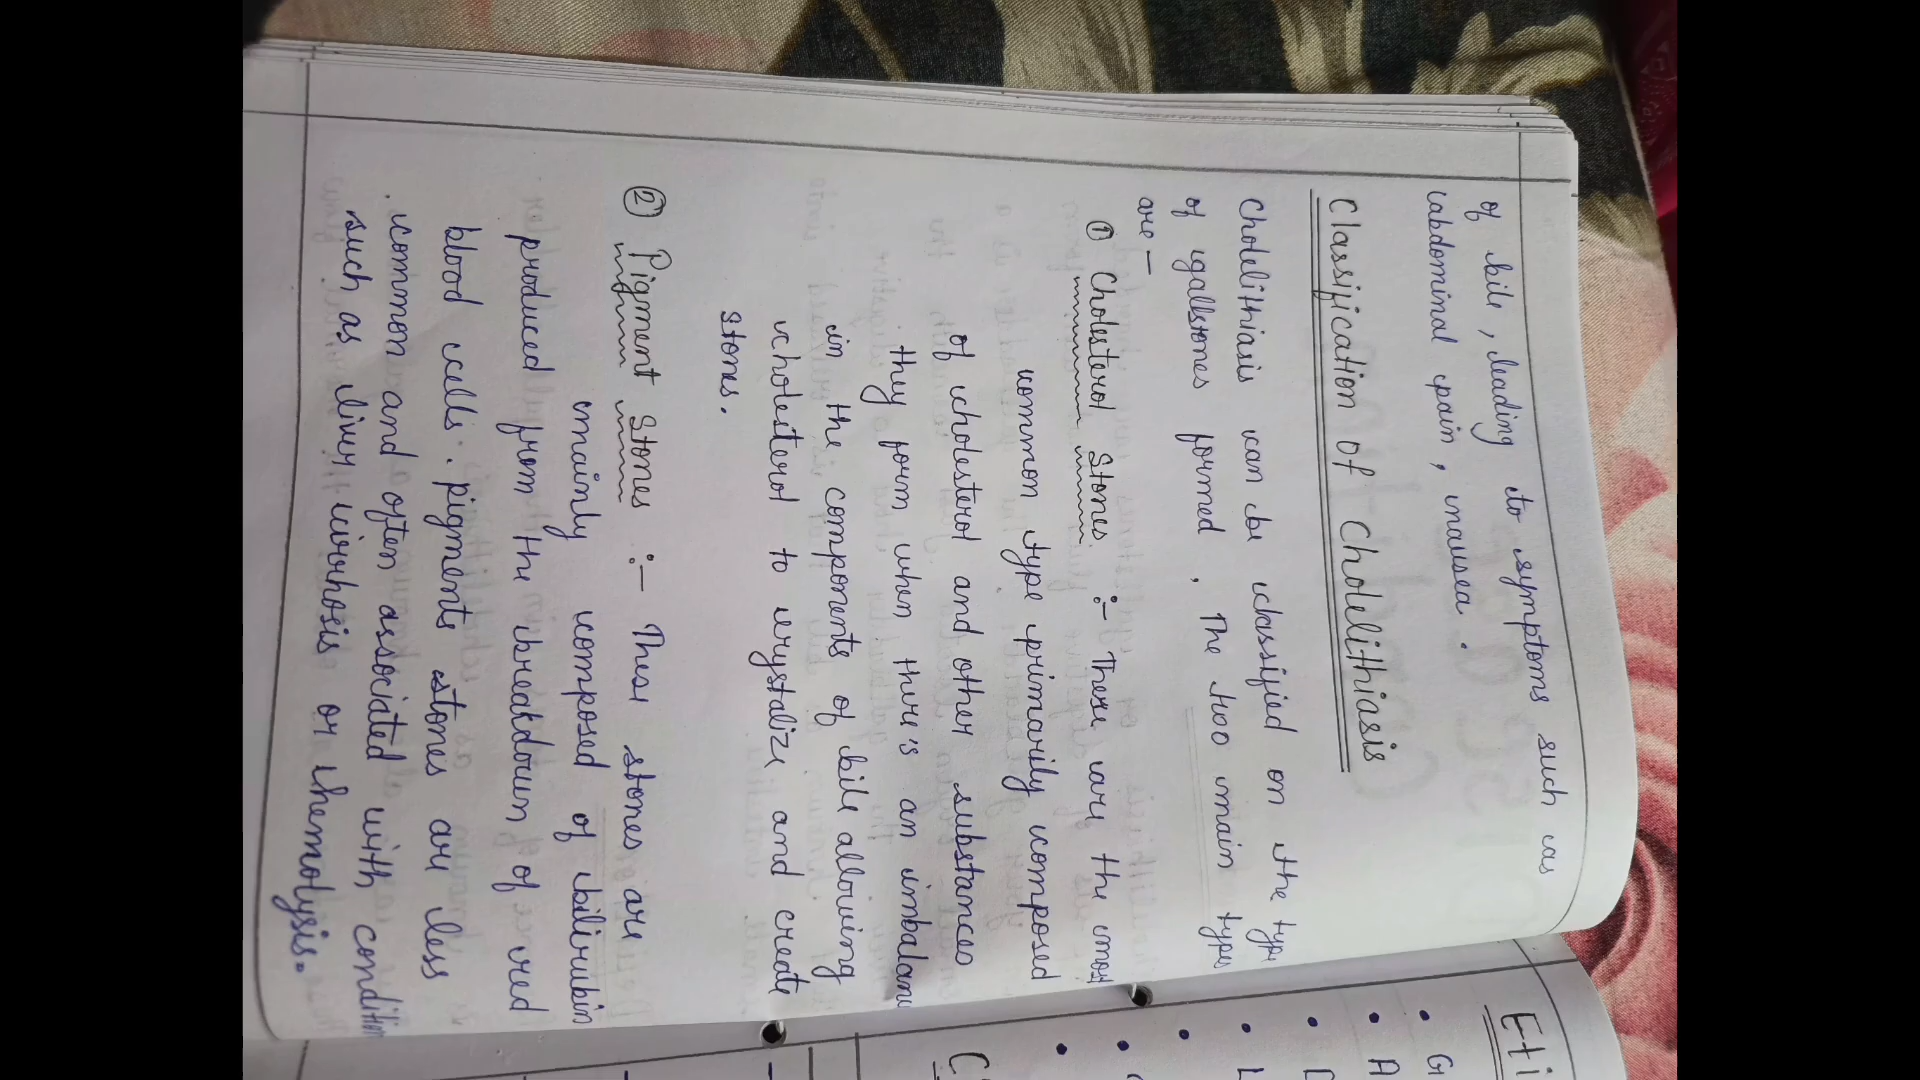 of bile, leading to symptoms such as
abdominal pain, nausea.
Classification of Cholelithiasis
Cholelithiasis can be classified on the type
of gallstones formed. The two main types
are -
① Cholesterol Stones :- These are the most
common type primarily composed
of cholesterol and other substances
they form when there's an imbalanc
in the components of bile allowing
cholesterol to crystalize and create
stones.
② Pigment Stones :- These stones are
mainly composed of bilirubin
produced from the breakdown of red
blood cells. pigments stones are less
common and often associated with condition
such as liver cirrhosis or hemolysis.
Eti
• G
• A